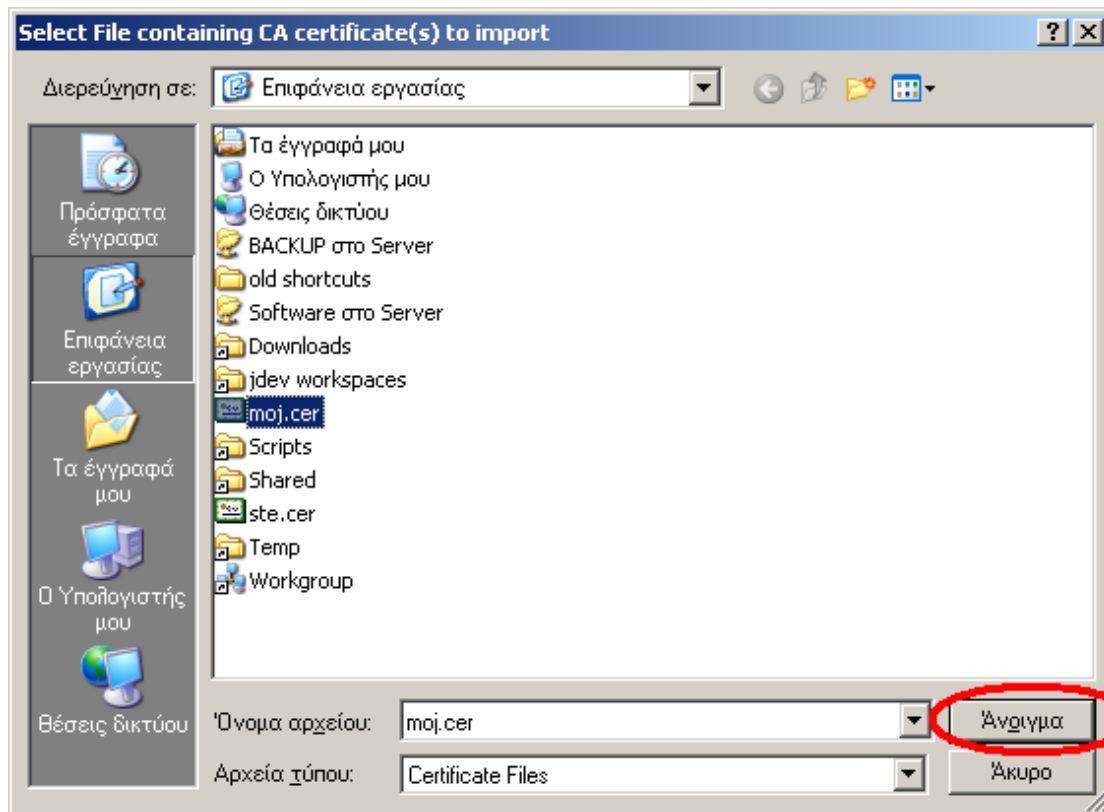 Select File containing CA certificate(s) to import
Διερεύνηση σε:
Επιφάνεια εργασίας
Πρόσφατα
έγγραφα
Επιφάνεια
εργασίας
Τα έγγραφά
μου
Ο Υπολογιστής
μου
Θέσεις δικτύου
Τα έγγραφά μου
Ο Υπολογιστής μου
Θέσεις δικτύου
BACKUP στο Server
old shortcuts
Software στο Server
Downloads
jdev workspaces
moj.cer
Scripts
Shared
ste.cer
Temp
Workgroup
Όνομα αρχείου:
moj.cer
Άνοιγμα
Αρχεία τύπου:
Certificate Files
Άκυρο